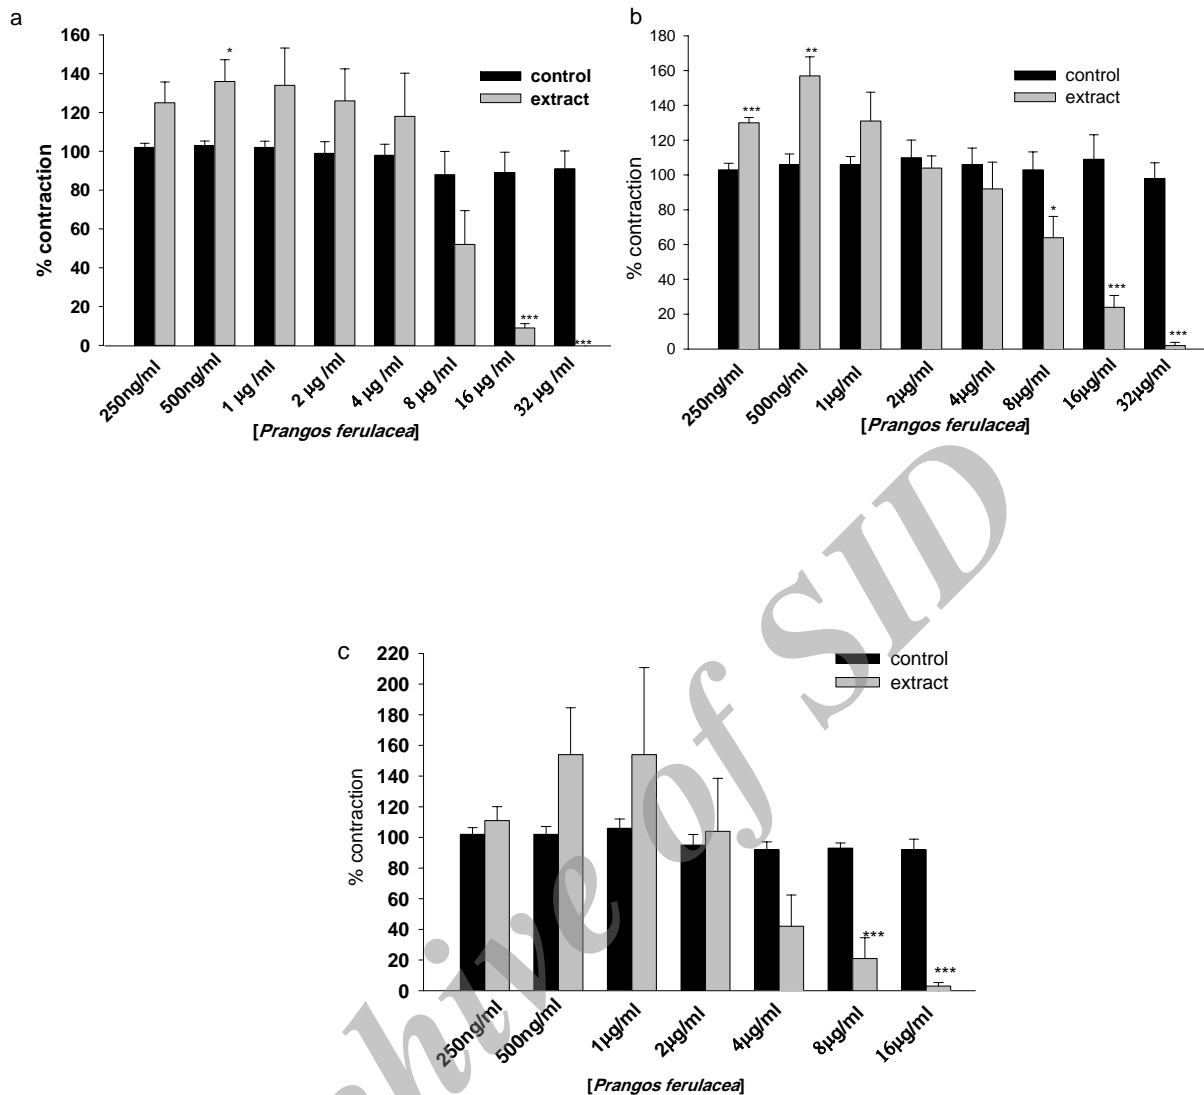 a
160
140
120
100
80
60
40
20
0
% contraction
control
extract
*
***
***
250ng/ml
500ng/ml
1 µg /ml
2 µg /ml
4 µg /ml
8 µg /ml
16 µg /ml
32 µg /ml
[Prangos ferulacea]
b
180
160
140
120
100
80
60
40
20
0
% contraction
control
extract
***
**
*
***
***
250ng/ml
500ng/ml
1µg/ml
2µg/ml
4µg/ml
8µg/ml
16µg/ml
32µg/ml
[Prangos ferulacea]
c
220
200
180
160
140
120
100
80
60
40
20
0
% contraction
control
extract
***
***
250ng/ml
500ng/ml
1µg/ml
2µg/ml
4µg/ml
8µg/ml
16µg/ml
[Prangos ferulacea]
hive of SID